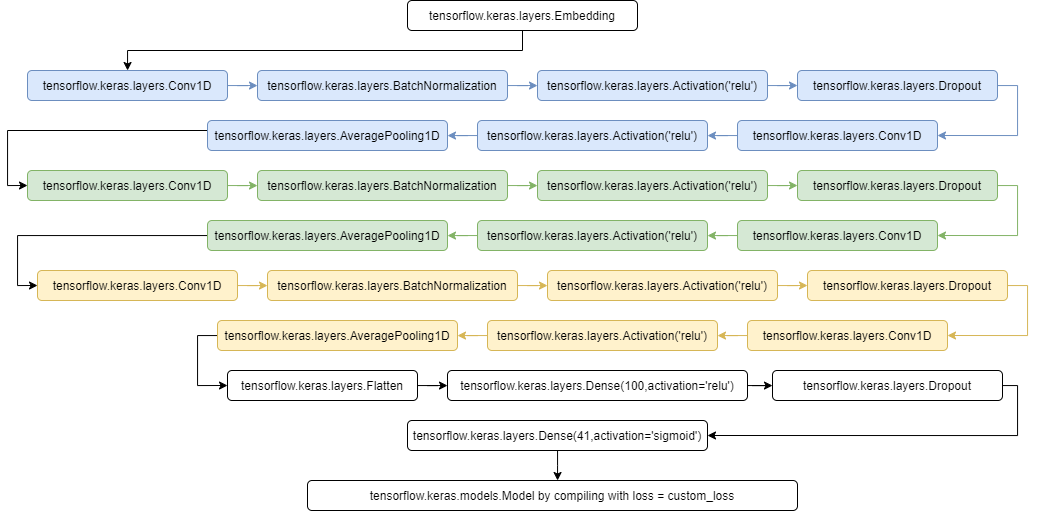 tensorflow.keras.layers.Embedding
tensorflow.keras.layers.Conv1D
tensorflow.keras.layers.BatchNormalization
tensorflow.keras.layers.Activation('relu')
tensorflow.keras.layers.Dropout
tensorflow.keras.layers.Conv1D
tensorflow.keras.layers.Activation('relu')
tensorflow.keras.layers.AveragePooling1D
tensorflow.keras.layers.Conv1D
tensorflow.keras.layers.BatchNormalization
tensorflow.keras.layers.Activation('relu')
tensorflow.keras.layers.Dropout
tensorflow.keras.layers.Conv1D
tensorflow.keras.layers.Activation('relu')
tensorflow.keras.layers.AveragePooling1D
tensorflow.keras.layers.Conv1D
tensorflow.keras.layers.BatchNormalization
tensorflow.keras.layers.Activation('relu')
tensorflow.keras.layers.Dropout
tensorflow.keras.layers.Conv1D
tensorflow.keras.layers.Activation('relu')
tensorflow.keras.layers.AveragePooling1D
tensorflow.keras.layers.Flatten
tensorflow.keras.layers.Dense(100,activation='relu')
tensorflow.keras.layers.Dropout
tensorflow.keras.layers.Dense(41,activation='sigmoid')
tensorflow.keras.models.Model by compiling with loss = custom_loss